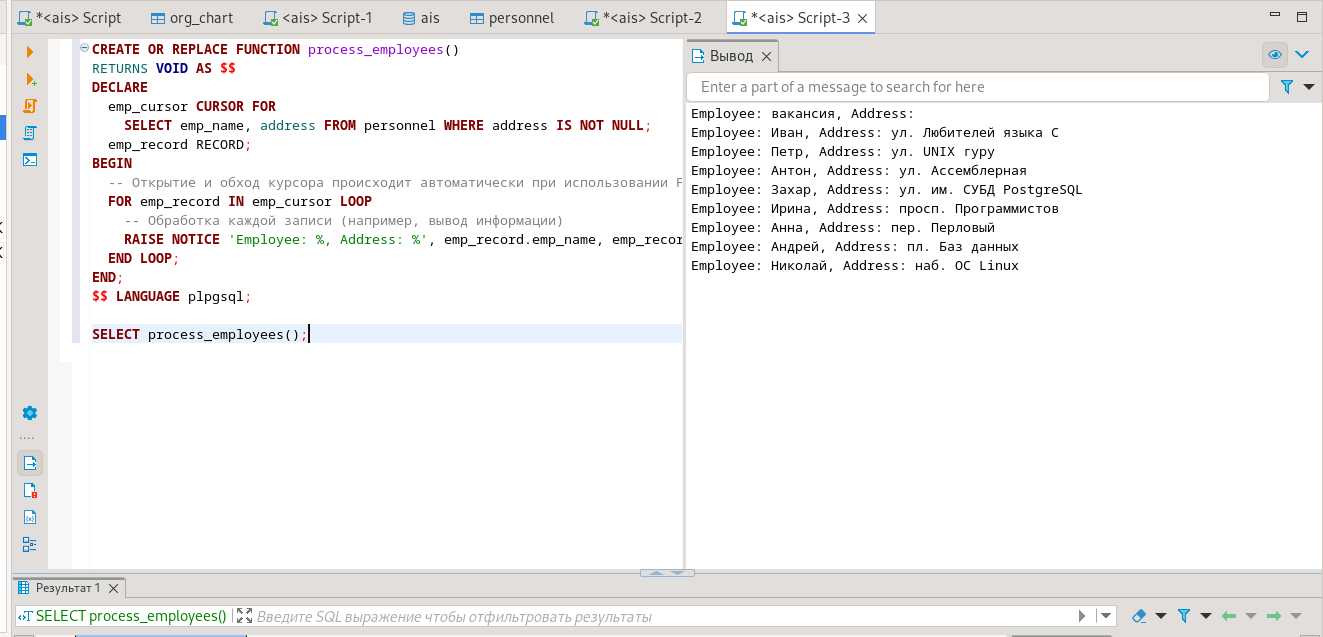 *<ais> Script
org_chart
<ais> Script-1
ais
personnel
*<ais> Script-2
*<ais> Script-3
CREATE OR REPLACE FUNCTION process_employees()
RETURNS VOID AS $$
DECLARE
emp_cursor CURSOR FOR
SELECT emp_name, address FROM personnel WHERE address IS NOT NULL;
emp_record RECORD;
BEGIN
-- Открытие и обход курсора происходит автоматически при использовании F
FOR emp_record IN emp_cursor LOOP
-- Обработка каждой записи (например, вывод информации)
RAISE NOTICE 'Employee: %, Address: %', emp_record.emp_name, emp_recor
END LOOP;
END;
$$ LANGUAGE plpgsql;
SELECT process_employees();
Вывод
Enter a part of a message to search for here
Employee: вакансия, Address:
Employee: Иван, Address: ул. Любителей языка C
Employee: Петр, Address: ул. UNIX гуру
Employee: Антон, Address: ул. Ассемблерная
Employee: Захар, Address: ул. им. СУБД PostgreSQL
Employee: Ирина, Address: просп. Программистов
Employee: Анна, Address: пер. Перловый
Employee: Андрей, Address: пл. Баз данных
Employee: Николай, Address: наб. ОС Linux
Результат 1
SELECT process_employees()
Введите SQL выражение чтобы отфильтровать результаты